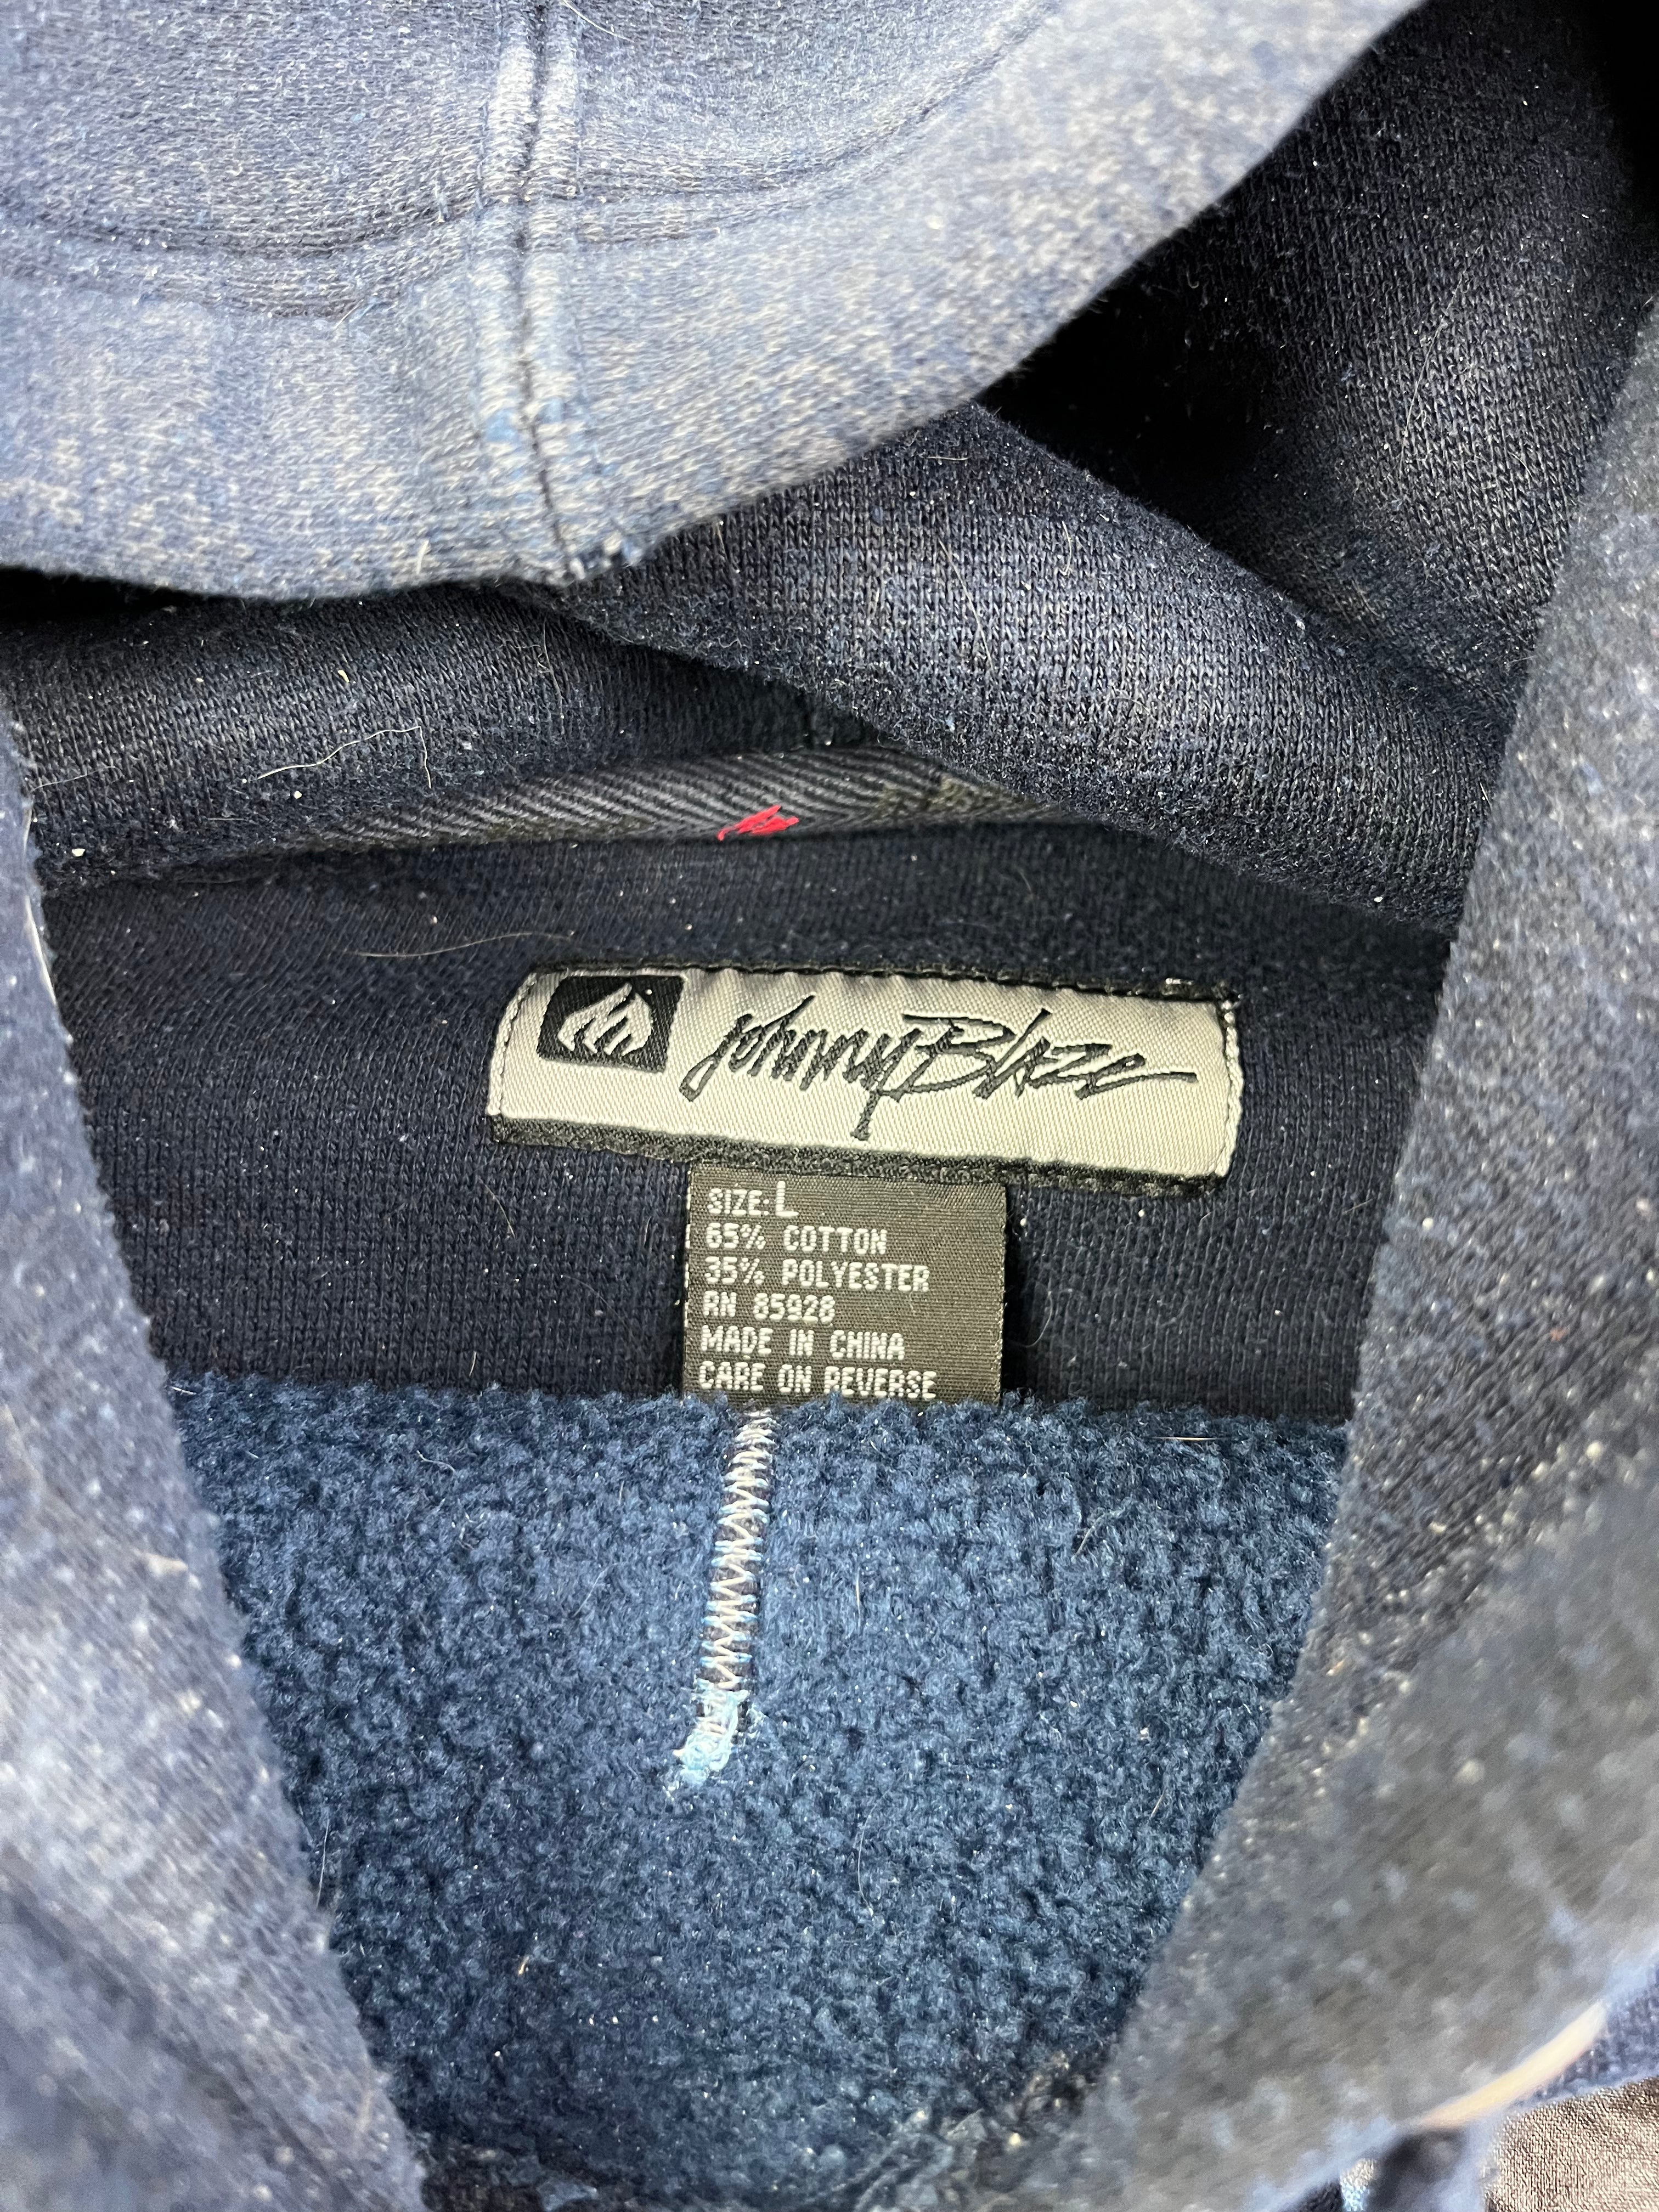 johnny Blaze
SIZE: L
65% COTTON
35% POLYESTER
RN 85928
MADE IN CHINA
CARE ON REVERSE